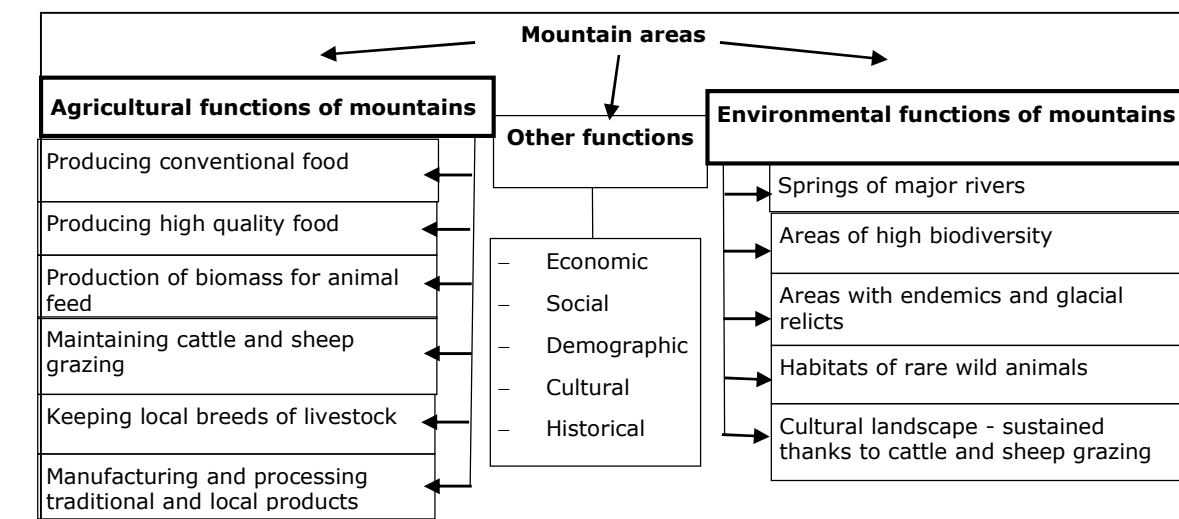 Mountain areas
Agricultural functions of mountains
Producing conventional food
Producing high quality food
Production of biomass for animal
feed
Maintaining cattle and sheep
grazing
Keeping local breeds of livestock
Manufacturing and processing
traditional and local products
Other functions
– Economic
– Social
– Demographic
– Cultural
– Historical
Environmental functions of mountains
Springs of major rivers
Areas of high biodiversity
Areas with endemics and glacial
relicts
Habitats of rare wild animals
Cultural landscape - sustained
thanks to cattle and sheep grazing